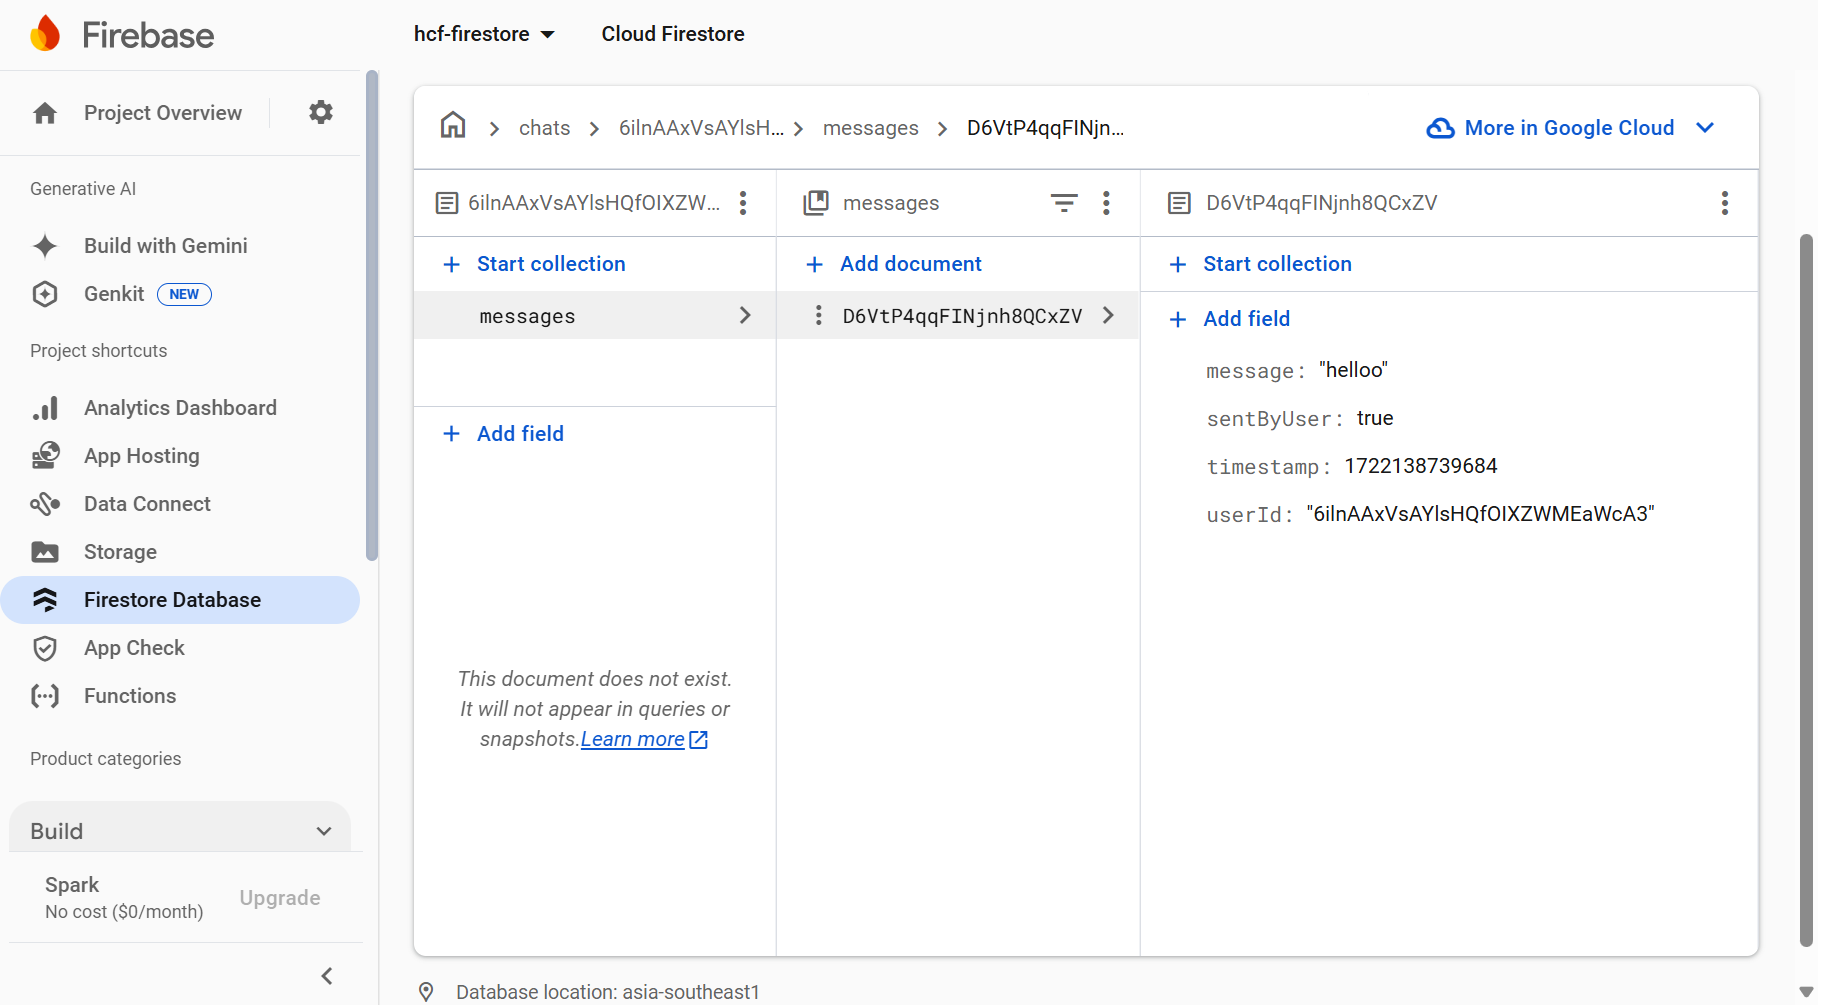 Firebase
hcf-firestore
Cloud Firestore
Project Overview
Generative AI
Build with Gemini
Genkit NEW
Project shortcuts
Analytics Dashboard
App Hosting
Data Connect
Storage
Firestore Database
App Check
Functions
Product categories
Build
Spark
No cost ($0/month)
Upgrade
chats
6ilnAAxVsAYlsH...
messages
D6VtP4qqFINjn...
More in Google Cloud
6ilnAAxVsAYlsHQfOIXZW...
Start collection
messages
Add field
This document does not exist.
It will not appear in queries or
snapshots.Learn more
messages
Add document
D6VtP4qqFINjnh8QCxZV
D6VtP4qqFINjnh8QCxZV
Start collection
Add field
message: "helloo"
sentByUser: true
timestamp: 1722138739684
userId: "6ilnAAxVsAYlsHQfOIXZWMEaWcA3"
Database location: asia-southeast1